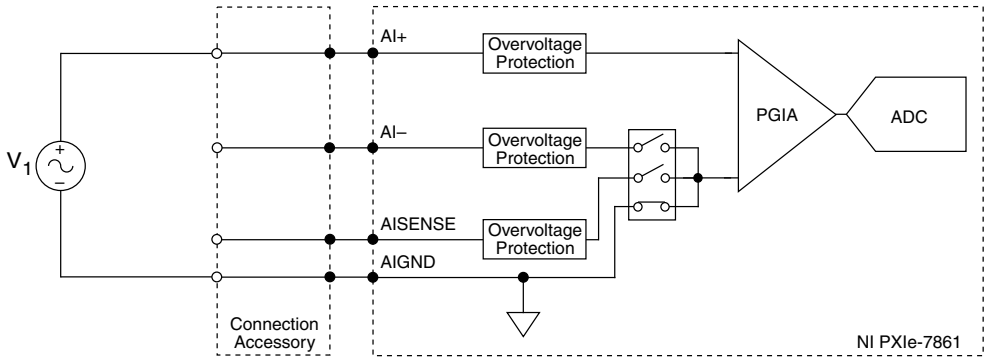 AI+
Overvoltage
Protection
PGIA
ADC
AI–
Overvoltage
Protection
V1
+
–
AISENSE
Overvoltage
Protection
AIGND
Connection
Accessory
NI PXIe-7861